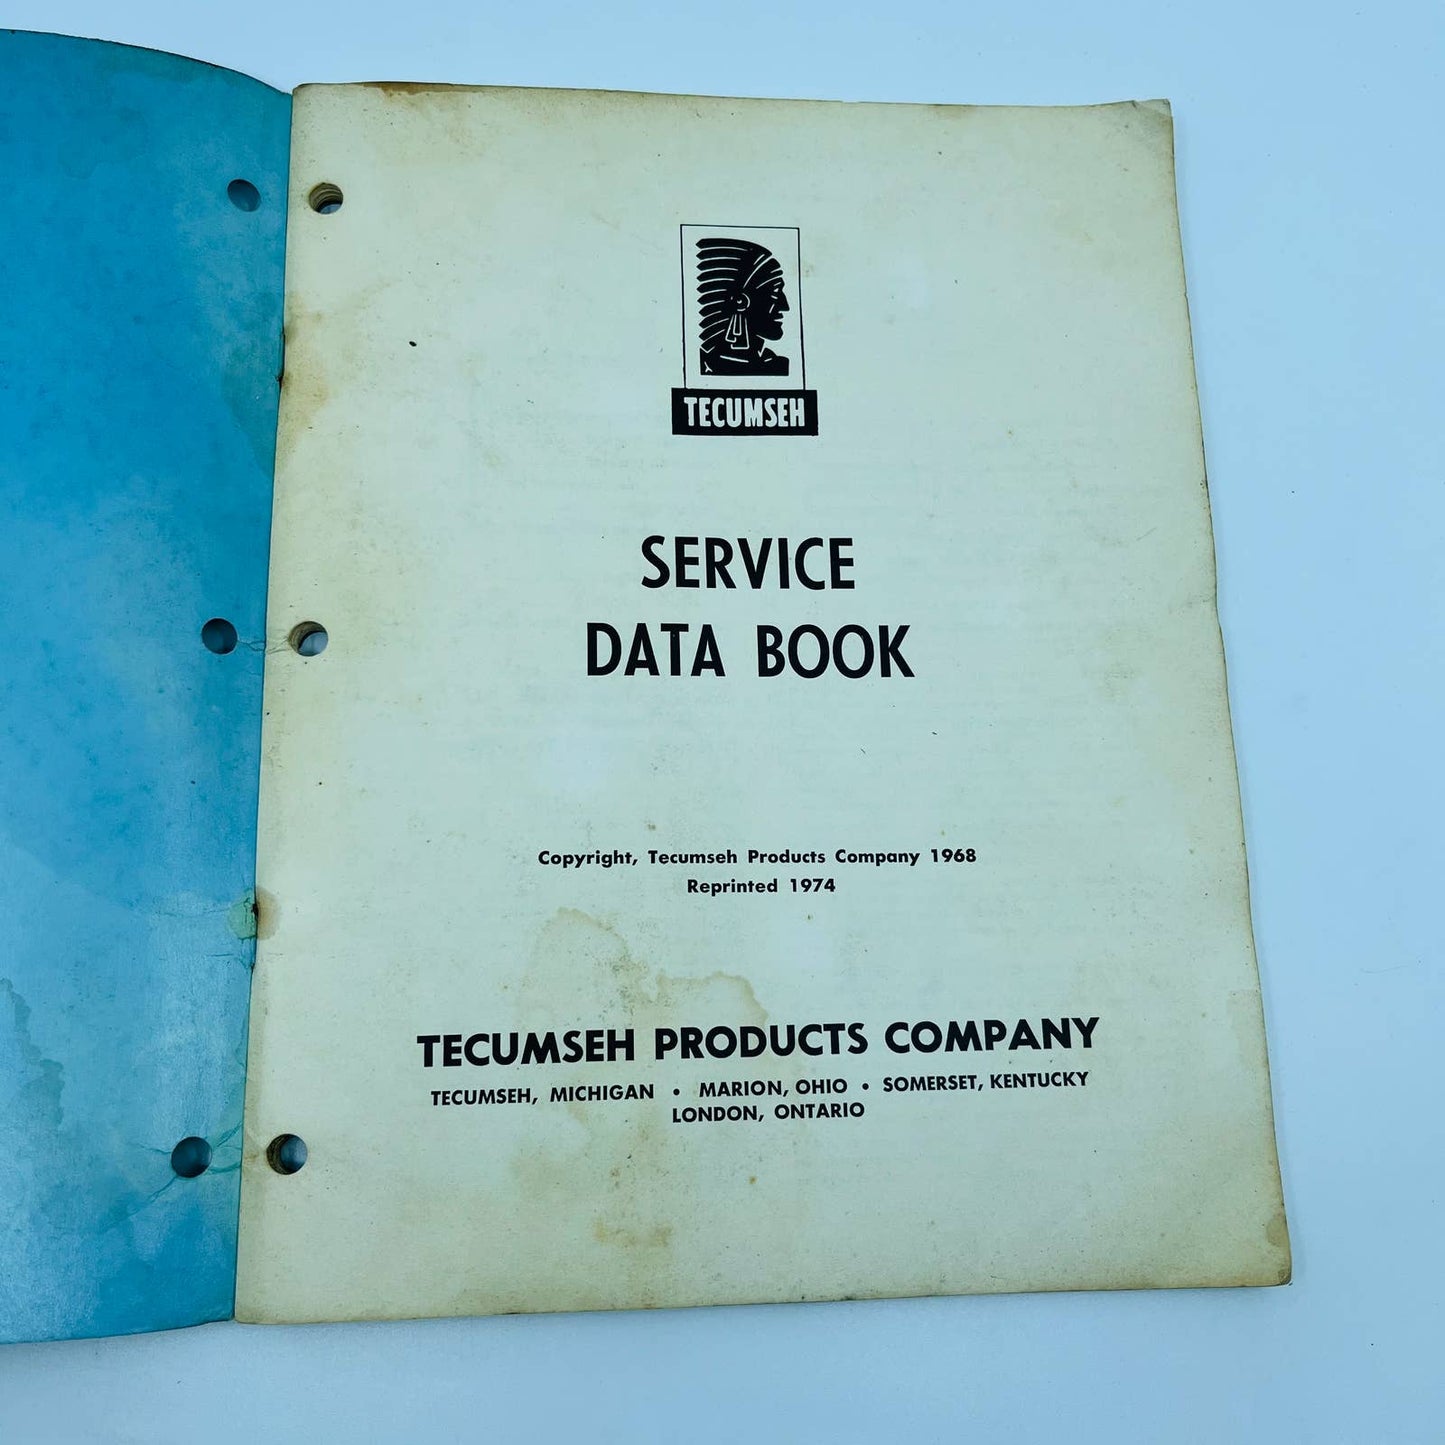 TECUMSEH
SERVICE
DATA BOOK
Copyright, Tecumseh Products Company 1968
Reprinted 1974
TECUMSEH PRODUCTS COMPANY
TECUMSEH, MICHIGAN • MARION, OHIO • SOMERSET, KENTUCKY
LONDON, ONTARIO